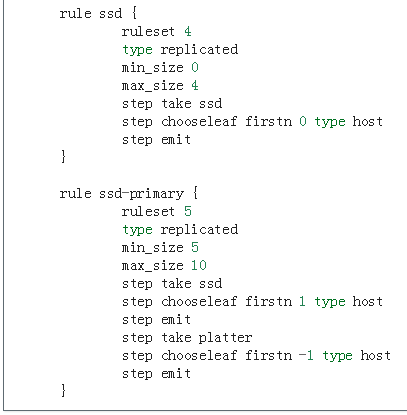 rule ssd {
ruleset 4
type replicated
min_size 0
max_size 4
step take ssd
step chooseleaf firstn 0 type host
step emit
}
rule ssd-primary {
ruleset 5
type replicated
min_size 5
max_size 10
step take ssd
step chooseleaf firstn 1 type host
step emit
step take platter
step chooseleaf firstn -1 type host
step emit
}